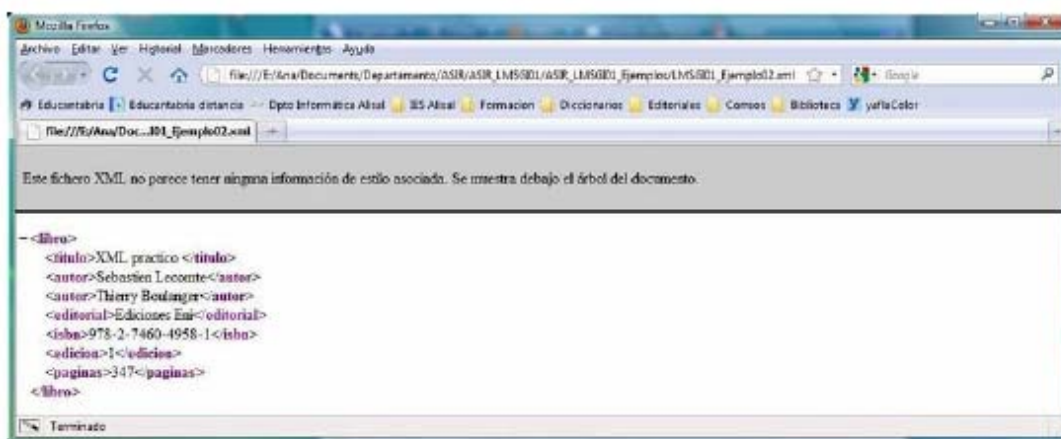 Mozilla Firefox
Archivo Editar Ver Historial Marcadores Herramientas Ayuda
file:///E:/Ana/Documents/Departamento/ASIR/ASIR_LMSGI01/ASIR_LMSGI01_Ejemplos/LMSGI01_Ejemplo02.xml Google
Educantabria Educantabria distancia Dpto Informática Alisal IES Alisal Formacion Diccionarios Editoriales Correos Biblioteca yaflaColor
file:///E:/Ana/Doc...I01_Ejemplo02.xml
Este fichero XML no parece tener ninguna información de estilo asociada. Se muestra debajo el árbol del documento.
- <libro>
<titulo>XML practico </titulo>
<autor>Sebastien Lecomte</autor>
<autor>Thierry Boulanger</autor>
<editorial>Ediciones Eni</editorial>
<isbn>978-2-7460-4958-1</isbn>
<edicion>1</edicion>
<paginas>347</paginas>
</libro>
Terminado